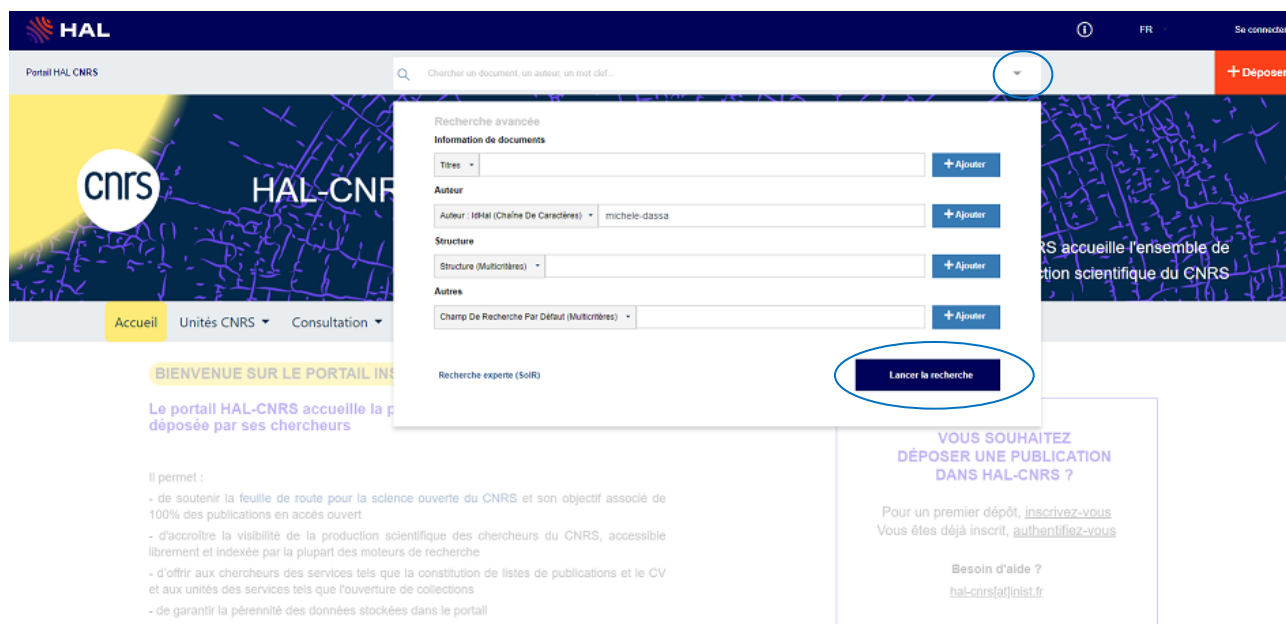 HAL
FR
Se connecter
Portail HAL CNRS
Chercher un document, un auteur, un mot clef...
+ Déposer
Recherche avancée
Information de documents
Titres
+ Ajouter
Auteur
Auteur : IdHal (Chaîne De Caractères)
michele-dassa
+ Ajouter
Structure
Structure (Multicritères)
+ Ajouter
Autres
Champ De Recherche Par Défaut (Multicritères)
+ Ajouter
Recherche experte (SolR)
Lancer la recherche
cnrs
HAL-CNR
RS accueille l'ensemble de
ction scientifique du CNRS
Accueil
Unités CNRS
Consultation
BIENVENUE SUR LE PORTAIL INS
Le portail HAL-CNRS accueille la p
déposée par ses chercheurs
Il permet :
- de soutenir la feuille de route pour la science ouverte du CNRS et son objectif associé de
100% des publications en accès ouvert
- d'accroître la visibilité de la production scientifique des chercheurs du CNRS, accessible
librement et indexée par la plupart des moteurs de recherche
- d'offrir aux chercheurs des services tels que la constitution de listes de publications et le CV
et aux unités des services tels que l'ouverture de collections
- de garantir la pérennité des données stockées dans le portail
VOUS SOUHAITEZ
DÉPOSER UNE PUBLICATION
DANS HAL-CNRS ?
Pour un premier dépôt, inscrivez-vous
Vous êtes déjà inscrit, authentifiez-vous
Besoin d'aide ?
hal-cnrs[at]inist.fr